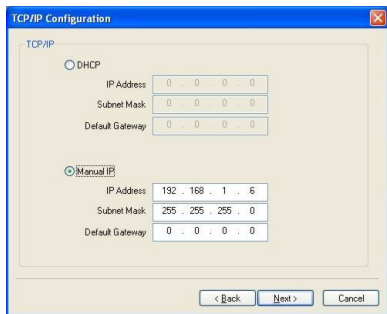 TCP/IP Configuration
TCP/IP
DHCP
IP Address 0 . 0 . 0 . 0
Subnet Mask 0 . 0 . 0 . 0
Default Gateway 0 . 0 . 0 . 0
Manual IP
IP Address 192 . 168 . 1 . 6
Subnet Mask 255 . 255 . 255 . 0
Default Gateway 0 . 0 . 0 . 0
< Back Next > Cancel